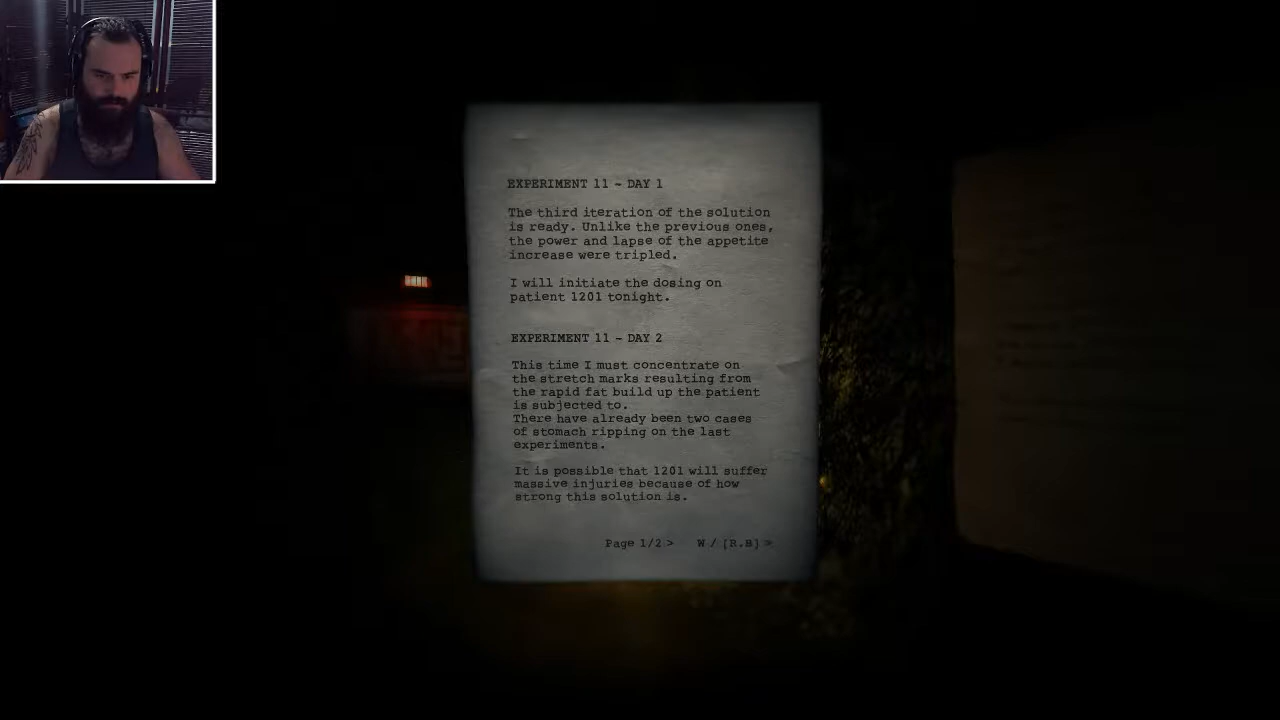 EXPERIMENT 11 - DAY 1
The third iteration of the solution
is ready. Unlike the previous ones,
the power and lapse of the appetite
increase were tripled.
I will initiate the dosing on
patient 1201 tonight.
EXPERIMENT 11 - DAY 2
This time I must concentrate on
the stretch marks resulting from
the rapid fat build up the patient
is subjected to.
There have already been two cases
of stomach ripping on the last
experiments.
It is possible that 1201 will suffer
massive injuries because of how
strong this solution is.
Page 1/2 > W / [R.B] >